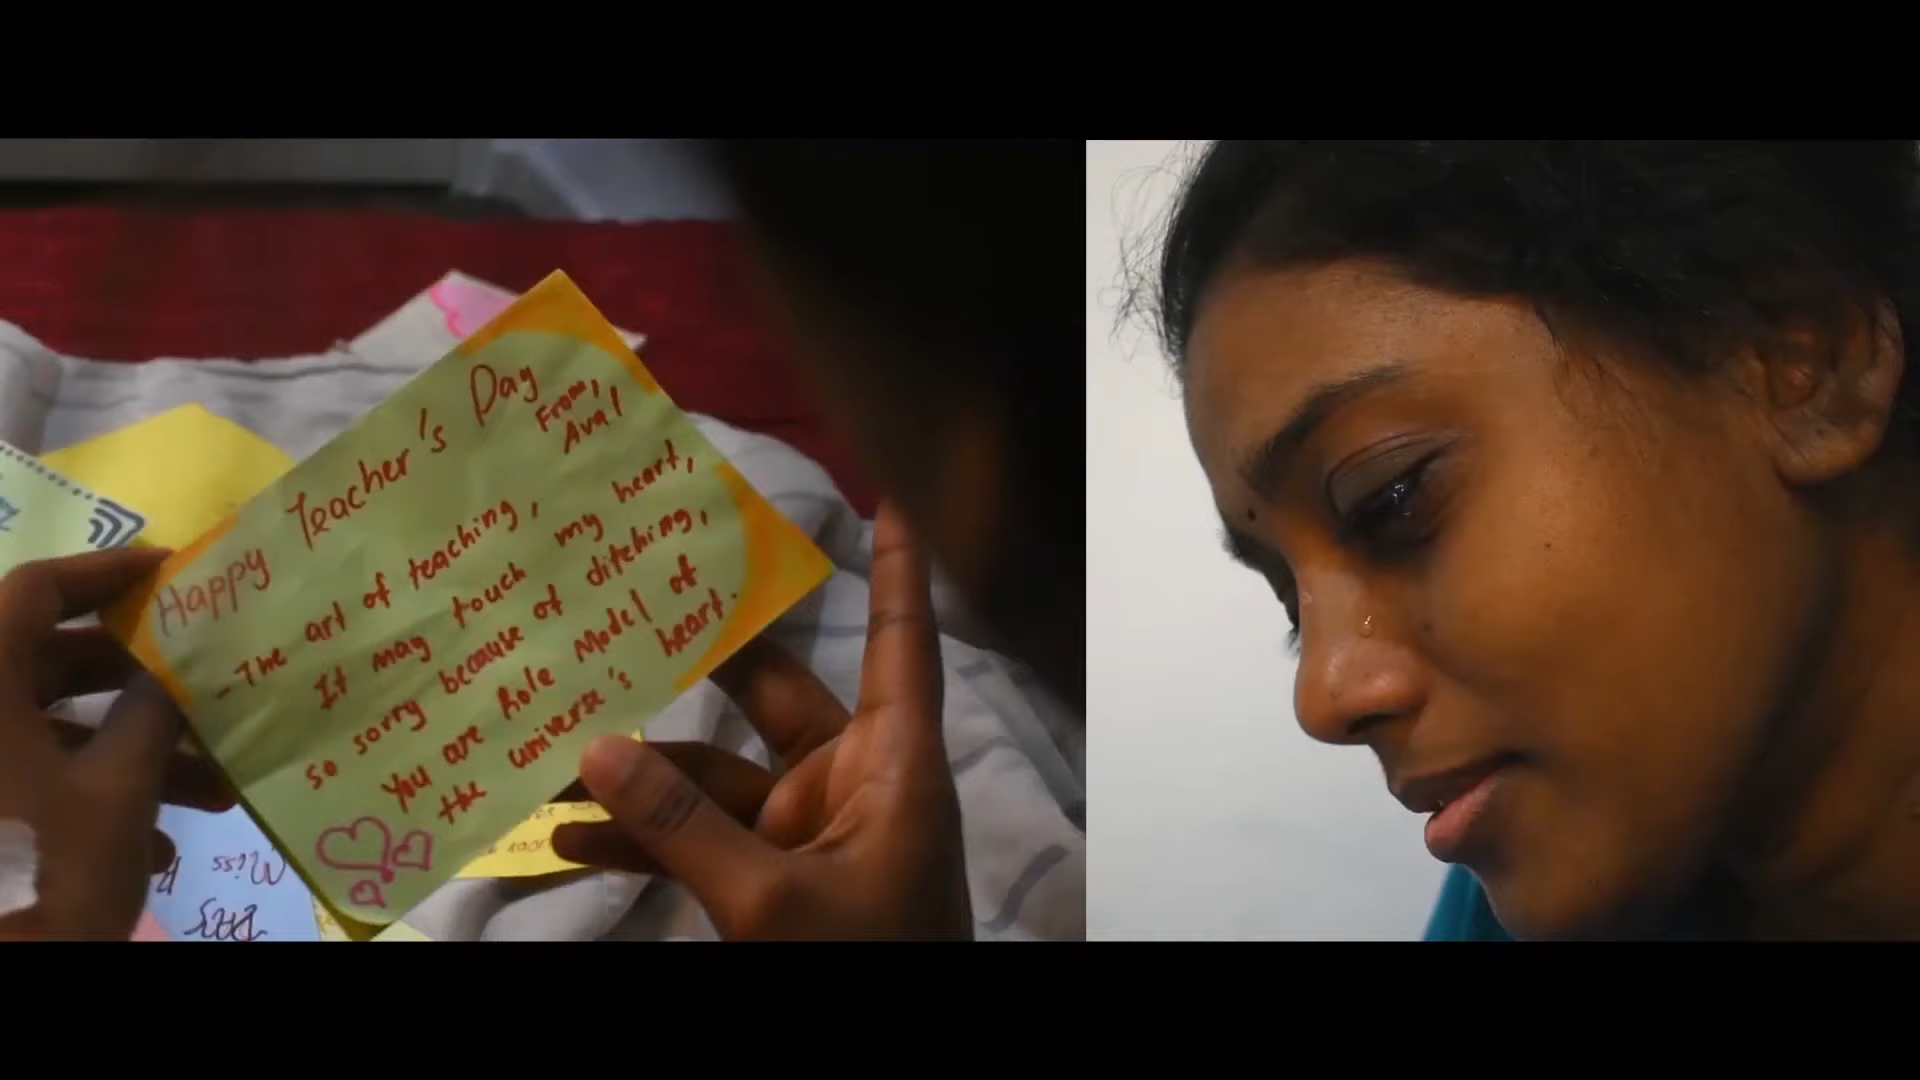 Happy Teacher's Day
From,
Aval
- The art of teaching,
It may touch my heart,
so sorry because of ditching,
You are Role Model of
the universe's heart.
Miss